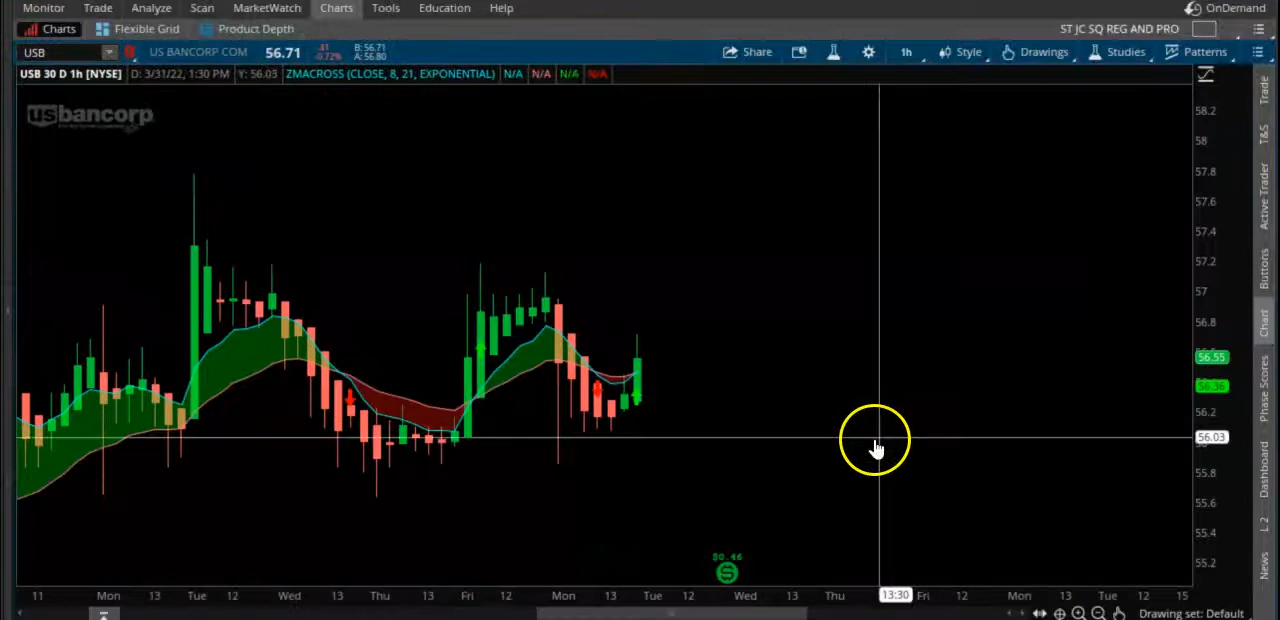 Monitor Trade Analyze Scan MarketWatch Charts Tools Education Help OnDemand
Charts Flexible Grid Product Depth ST JC SQ REG AND PRO
USB US BANCORP COM 56.71 -.41 -0.72% B: 56.71 A: 56.80 Share 1h Style Drawings Studies Patterns
USB 30 D 1h [NYSE] D: 3/31/22, 1:30 PM Y: 56.03 ZMACROSS (CLOSE, 8, 21, EXPONENTIAL) N/A N/A N/A N/A
usbancorp
58.2
58
57.8
57.6
57.4
57.2
57
56.8
56.55
56.36
56.2
56.03
55.8
55.6
55.4
55.2
$0.46
S
11 Mon 13 Tue 12 Wed 13 Thu 13 Fri 12 Mon 13 Tue 12 Wed 13 Thu 13:30 Fri 12 Mon 13 Tue 12 15
Drawing set: Default
Trade
T&S
Active Trader
Buttons
Chart
Phase Scores
Dashboard
L 2
News